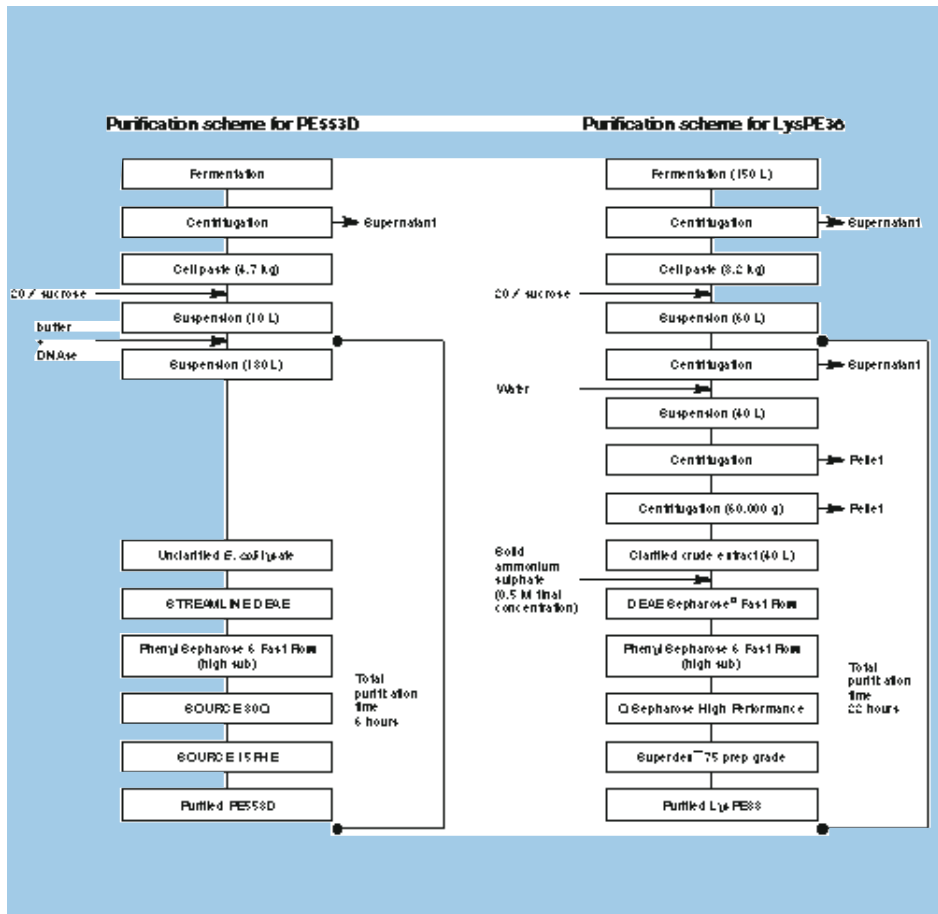 Purification scheme for PE553D
Fermentation
Centrifugation
Supernatant
Cell paste (4.7 kg)
sucrose
Suspension (10 L)
buffer
+
DNAse
Suspension (180 L)
Unclarified E. coli lysate
STREAMLINE DEAE
Phenyl Sepharose 6 Fast Flow
(high sub)
SOURCE 30Q
SOURCE 15PHE
Purified PE553D
Total
purification
time
6 hours
Purification scheme for LysPE38
Fermentation (150 L)
Centrifugation
Supernatant
Cell paste (8.2 kg)
sucrose
Suspension (60 L)
Centrifugation
Supernatant
Water
Suspension (40 L)
Centrifugation
Pellet
Centrifugation (60.000 g)
Pellet
Clarified crude extract (40 L)
Solid
ammonium
sulphate
(0.5 M final
concentration)
DEAE Sepharose Fast Flow
Phenyl Sepharose 6 Fast Flow
(high sub)
Q Sepharose High Performance
Superdex 75 prep grade
Purified LysPE38
Total
purification
time
22 hours